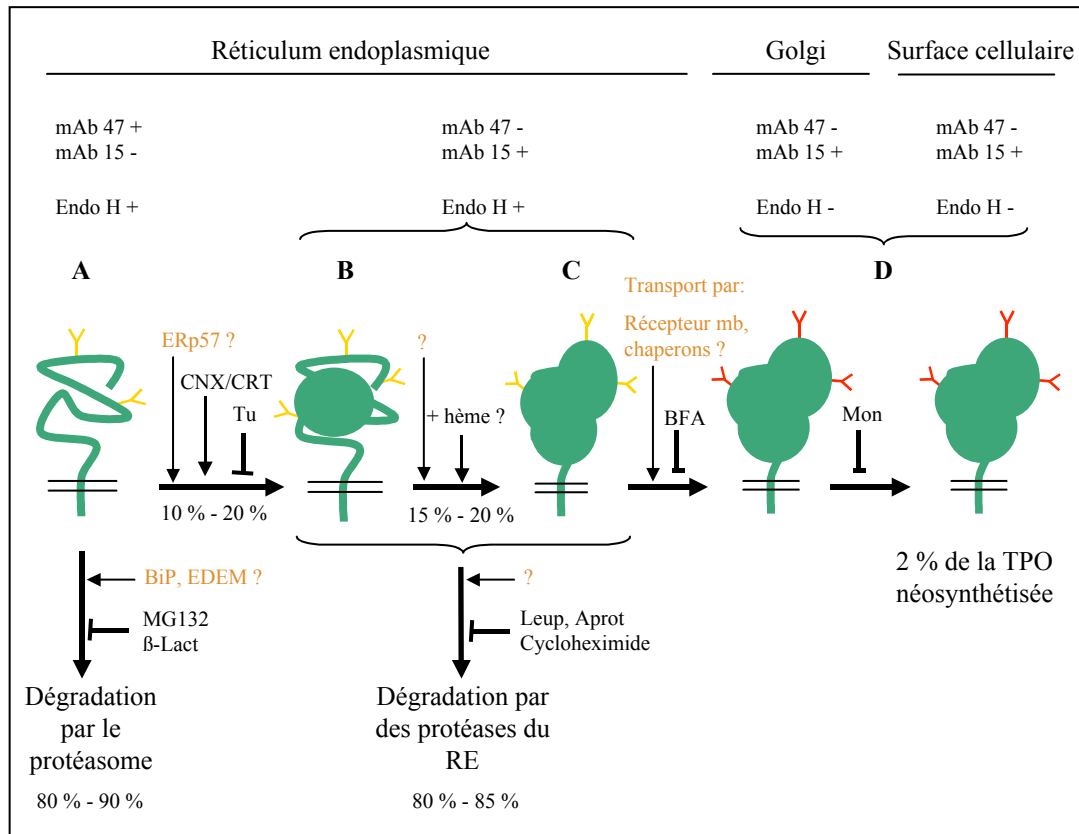 Réticulum endoplasmique
Golgi
Surface cellulaire
mAb 47 +
mAb 15 -
Endo H +
mAb 47 -
mAb 15 +
Endo H +
mAb 47 -
mAb 15 +
Endo H -
mAb 47 -
mAb 15 +
Endo H -
A
B
C
D
ERp57 ?
CNX/CRT
Tu
10 % - 20 %
?
+ hème ?
15 % - 20 %
Transport par:
Récepteur mb,
chaperons ?
BFA
Mon
BiP, EDEM ?
MG132
ß-Lact
Dégradation
par le
protéasome
80 % - 90 %
?
Leup, Aprot
Cycloheximide
Dégradation par
des protéases du
RE
80 % - 85 %
2 % de la TPO
néosynthétisée